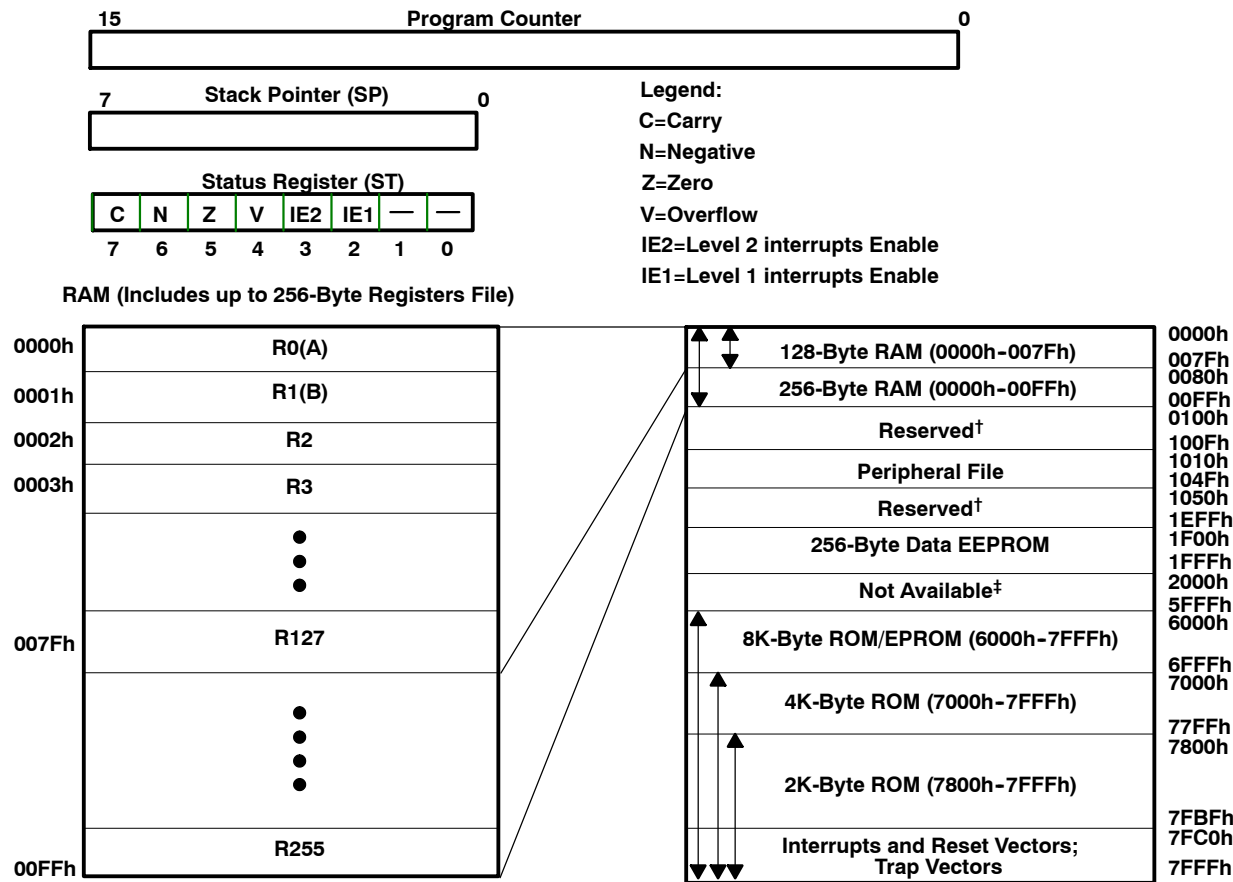 15 Program Counter 0
7 Stack Pointer (SP) 0
Legend:
C=Carry
N=Negative
Z=Zero
V=Overflow
IE2=Level 2 interrupts Enable
IE1=Level 1 interrupts Enable
Status Register (ST)
C N Z V IE2 IE1 — —
7 6 5 4 3 2 1 0
RAM (Includes up to 256-Byte Registers File)
0000h R0(A)
0001h R1(B)
0002h R2
0003h R3
007Fh R127
R255
00FFh
0000h
128-Byte RAM (0000h-007Fh)
007Fh
0080h
256-Byte RAM (0000h-00FFh)
00FFh
0100h
Reserved†
100Fh
1010h
Peripheral File
104Fh
1050h
Reserved†
1EFFh
1F00h
256-Byte Data EEPROM
1FFFh
2000h
Not Available‡
5FFFh
6000h
8K-Byte ROM/EPROM (6000h-7FFFh)
6FFFh
7000h
4K-Byte ROM (7000h-7FFFh)
77FFh
7800h
2K-Byte ROM (7800h-7FFFh)
7FBFh
7FC0h
Interrupts and Reset Vectors;
Trap Vectors
7FFFh